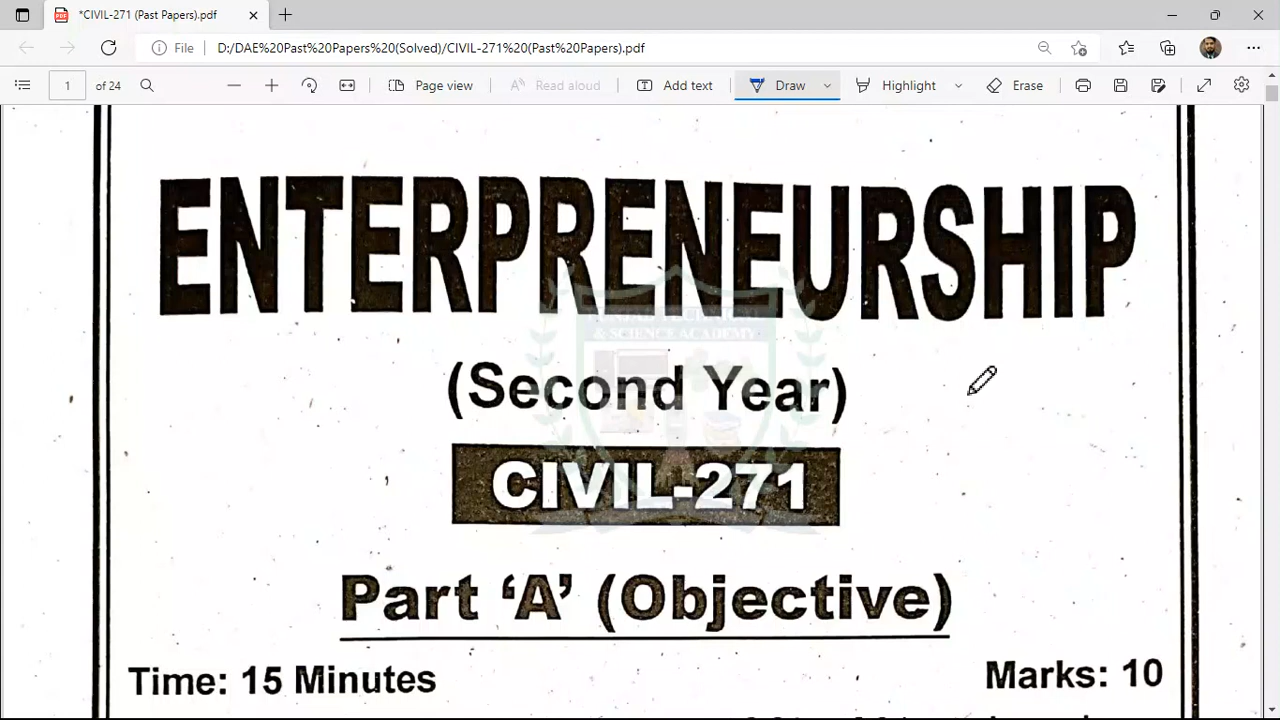 *CIVIL-271 (Past Papers).pdf
File D:/DAE%20Past%20Papers%20(Solved)/CIVIL-271%20(Past%20Papers).pdf
1 of 24 Page view Read aloud Add text Draw Highlight Erase
ENTERPRENEURSHIP
& SCIENCE ACADEMY
(Second Year)
CIVIL-271
Part ‘A’ (Objective)
Time: 15 Minutes Marks: 10